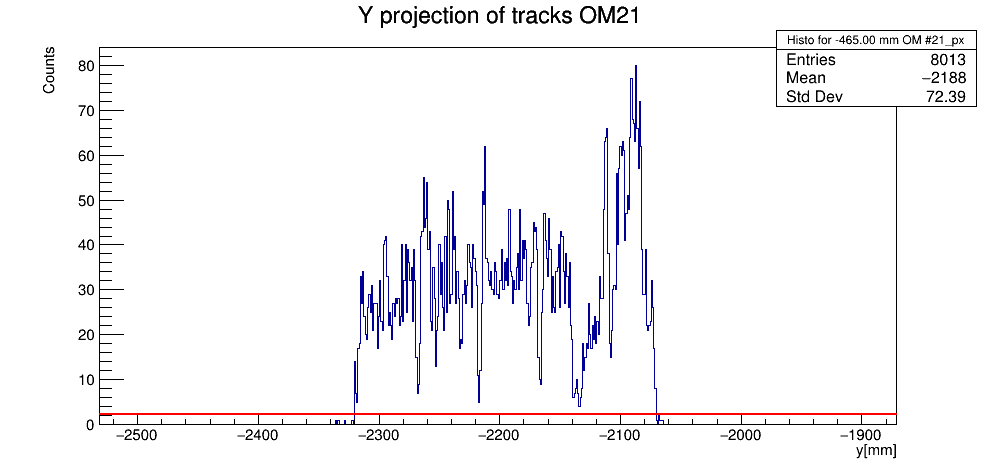 Y projection of tracks OM21
Histo for -465.00 mm OM #21_px
Entries 8013
Mean −2188
Std Dev 72.39
Counts
80
70
60
50
40
30
20
10
0
−2500 −2400 −2300 −2200 −2100 −2000 −1900
y[mm]